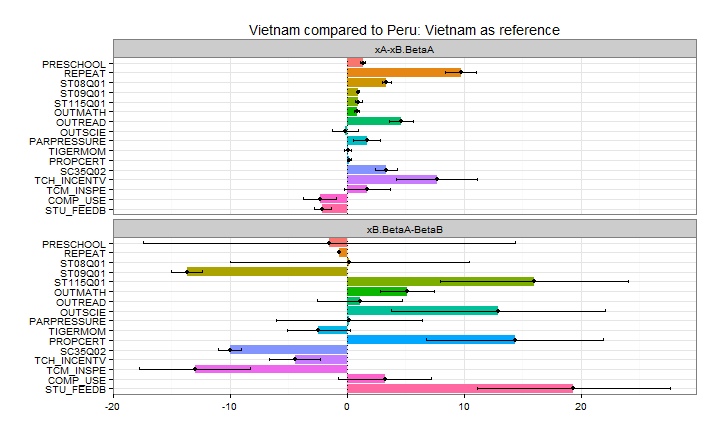 Vietnam compared to Peru: Vietnam as reference
xA-xB.BetaA
PRESCHOOL
REPEAT
ST08Q01
ST09Q01
ST115Q01
OUTMATH
OUTREAD
OUTSCIE
PARPRESSURE
TIGERMOM
PROPCERT
SC35Q02
TCH_INCENTV
TCM_INSPE
COMP_USE
STU_FEEDB
xB.BetaA-BetaB
PRESCHOOL
REPEAT
ST08Q01
ST09Q01
ST115Q01
OUTMATH
OUTREAD
OUTSCIE
PARPRESSURE
TIGERMOM
PROPCERT
SC35Q02
TCH_INCENTV
TCM_INSPE
COMP_USE
STU_FEEDB
-20 -10 0 10 20